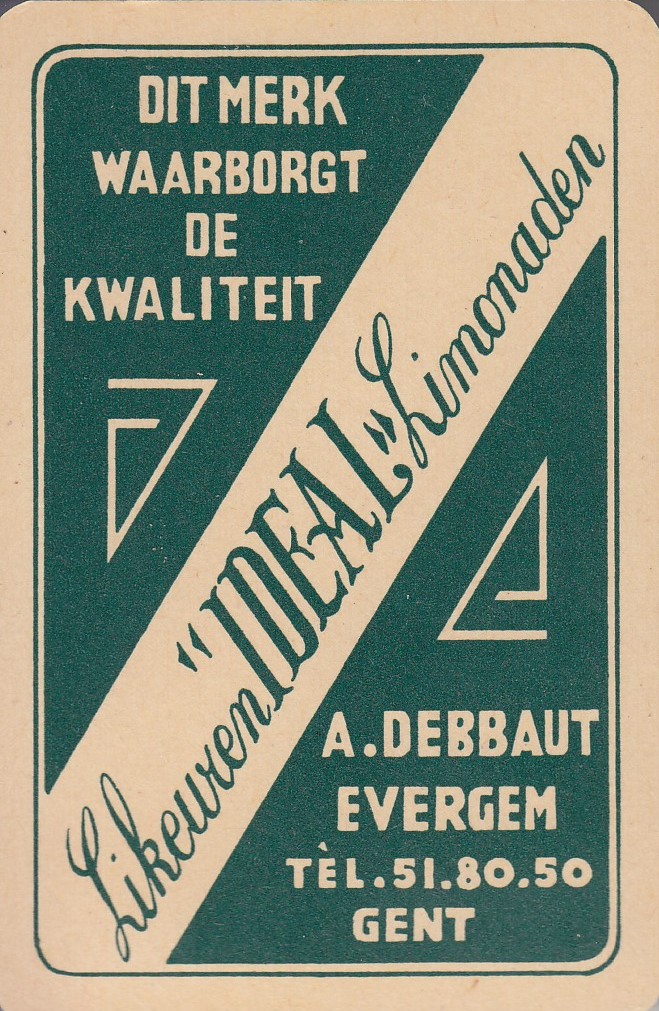 DIT MERK
WAARBORGT
DE
KWALITEIT
Likeuren "IDEAL" Limonaden
A. DEBBAUT
EVERGEM
TÈL. 51.80.50
GENT